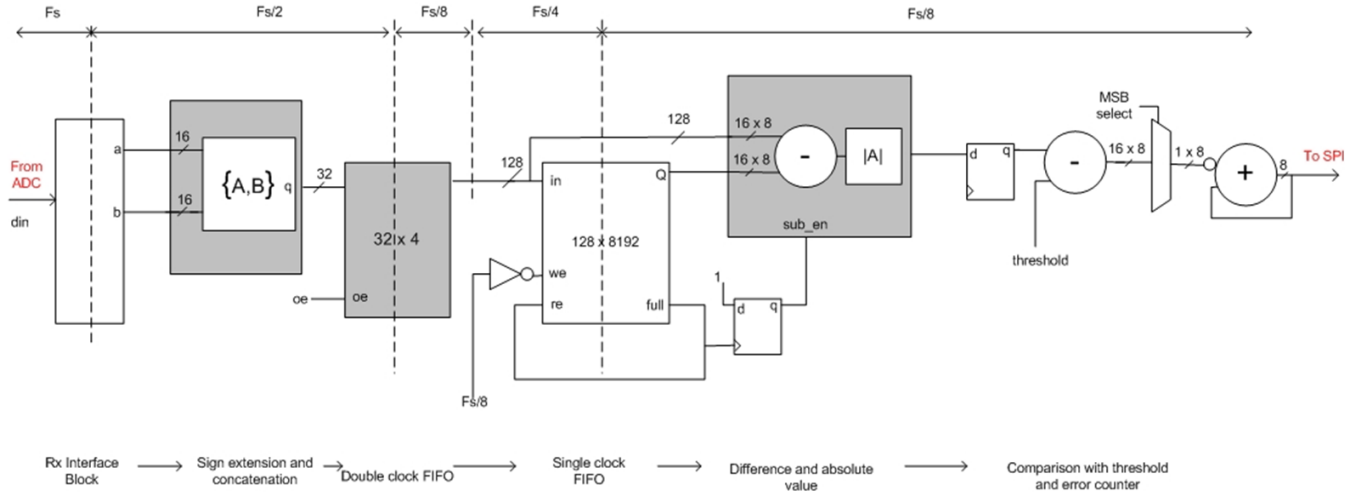 Fs
Fs/2
Fs/8
Fs/4
Fs/8
From
ADC
din
a
b
16
16
{A,B}
q
32
32 x 4
oe
oe
128
in
Q
128 x 8192
we
re
full
Fs/8
128
16 x 8
16 x 8
-
|A|
sub_en
1
d
q
d
q
-
threshold
16 x 8
MSB
select
1 x 8
+
8
To SPI
Rx Interface
Block
Sign extension and
concatenation
Double clock FIFO
Single clock
FIFO
Difference and absolute
value
Comparison with threshold
and error counter